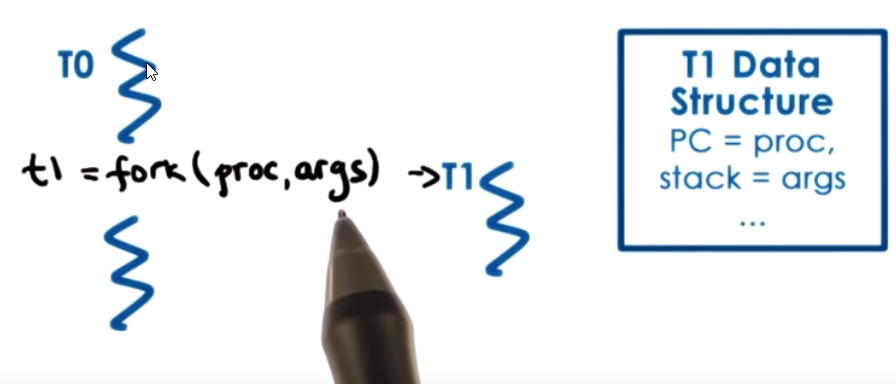 T0
t1 = fork(proc, args) → T1
T1 Data
Structure
PC = proc,
stack = args
...